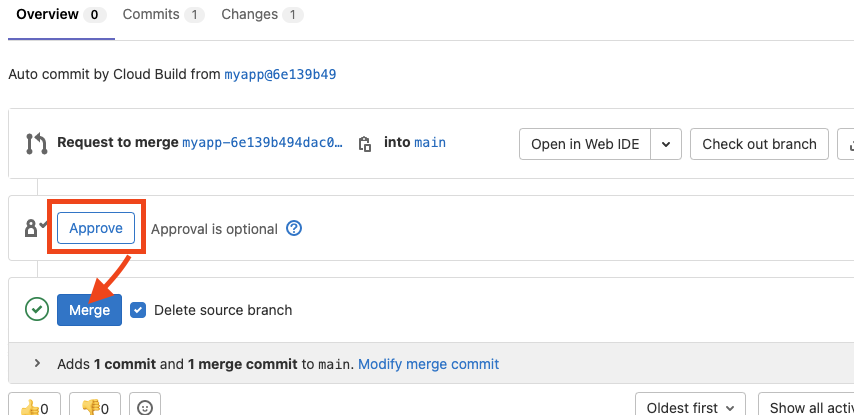 Overview 0 Commits 1 Changes 1
Auto commit by Cloud Build from myapp@6e139b49
Request to merge myapp-6e139b494dac0… into main Open in Web IDE Check out branch
Approve Approval is optional ?
Merge Delete source branch
Adds 1 commit and 1 merge commit to main. Modify merge commit
👍0 👎0 Oldest first Show all activ